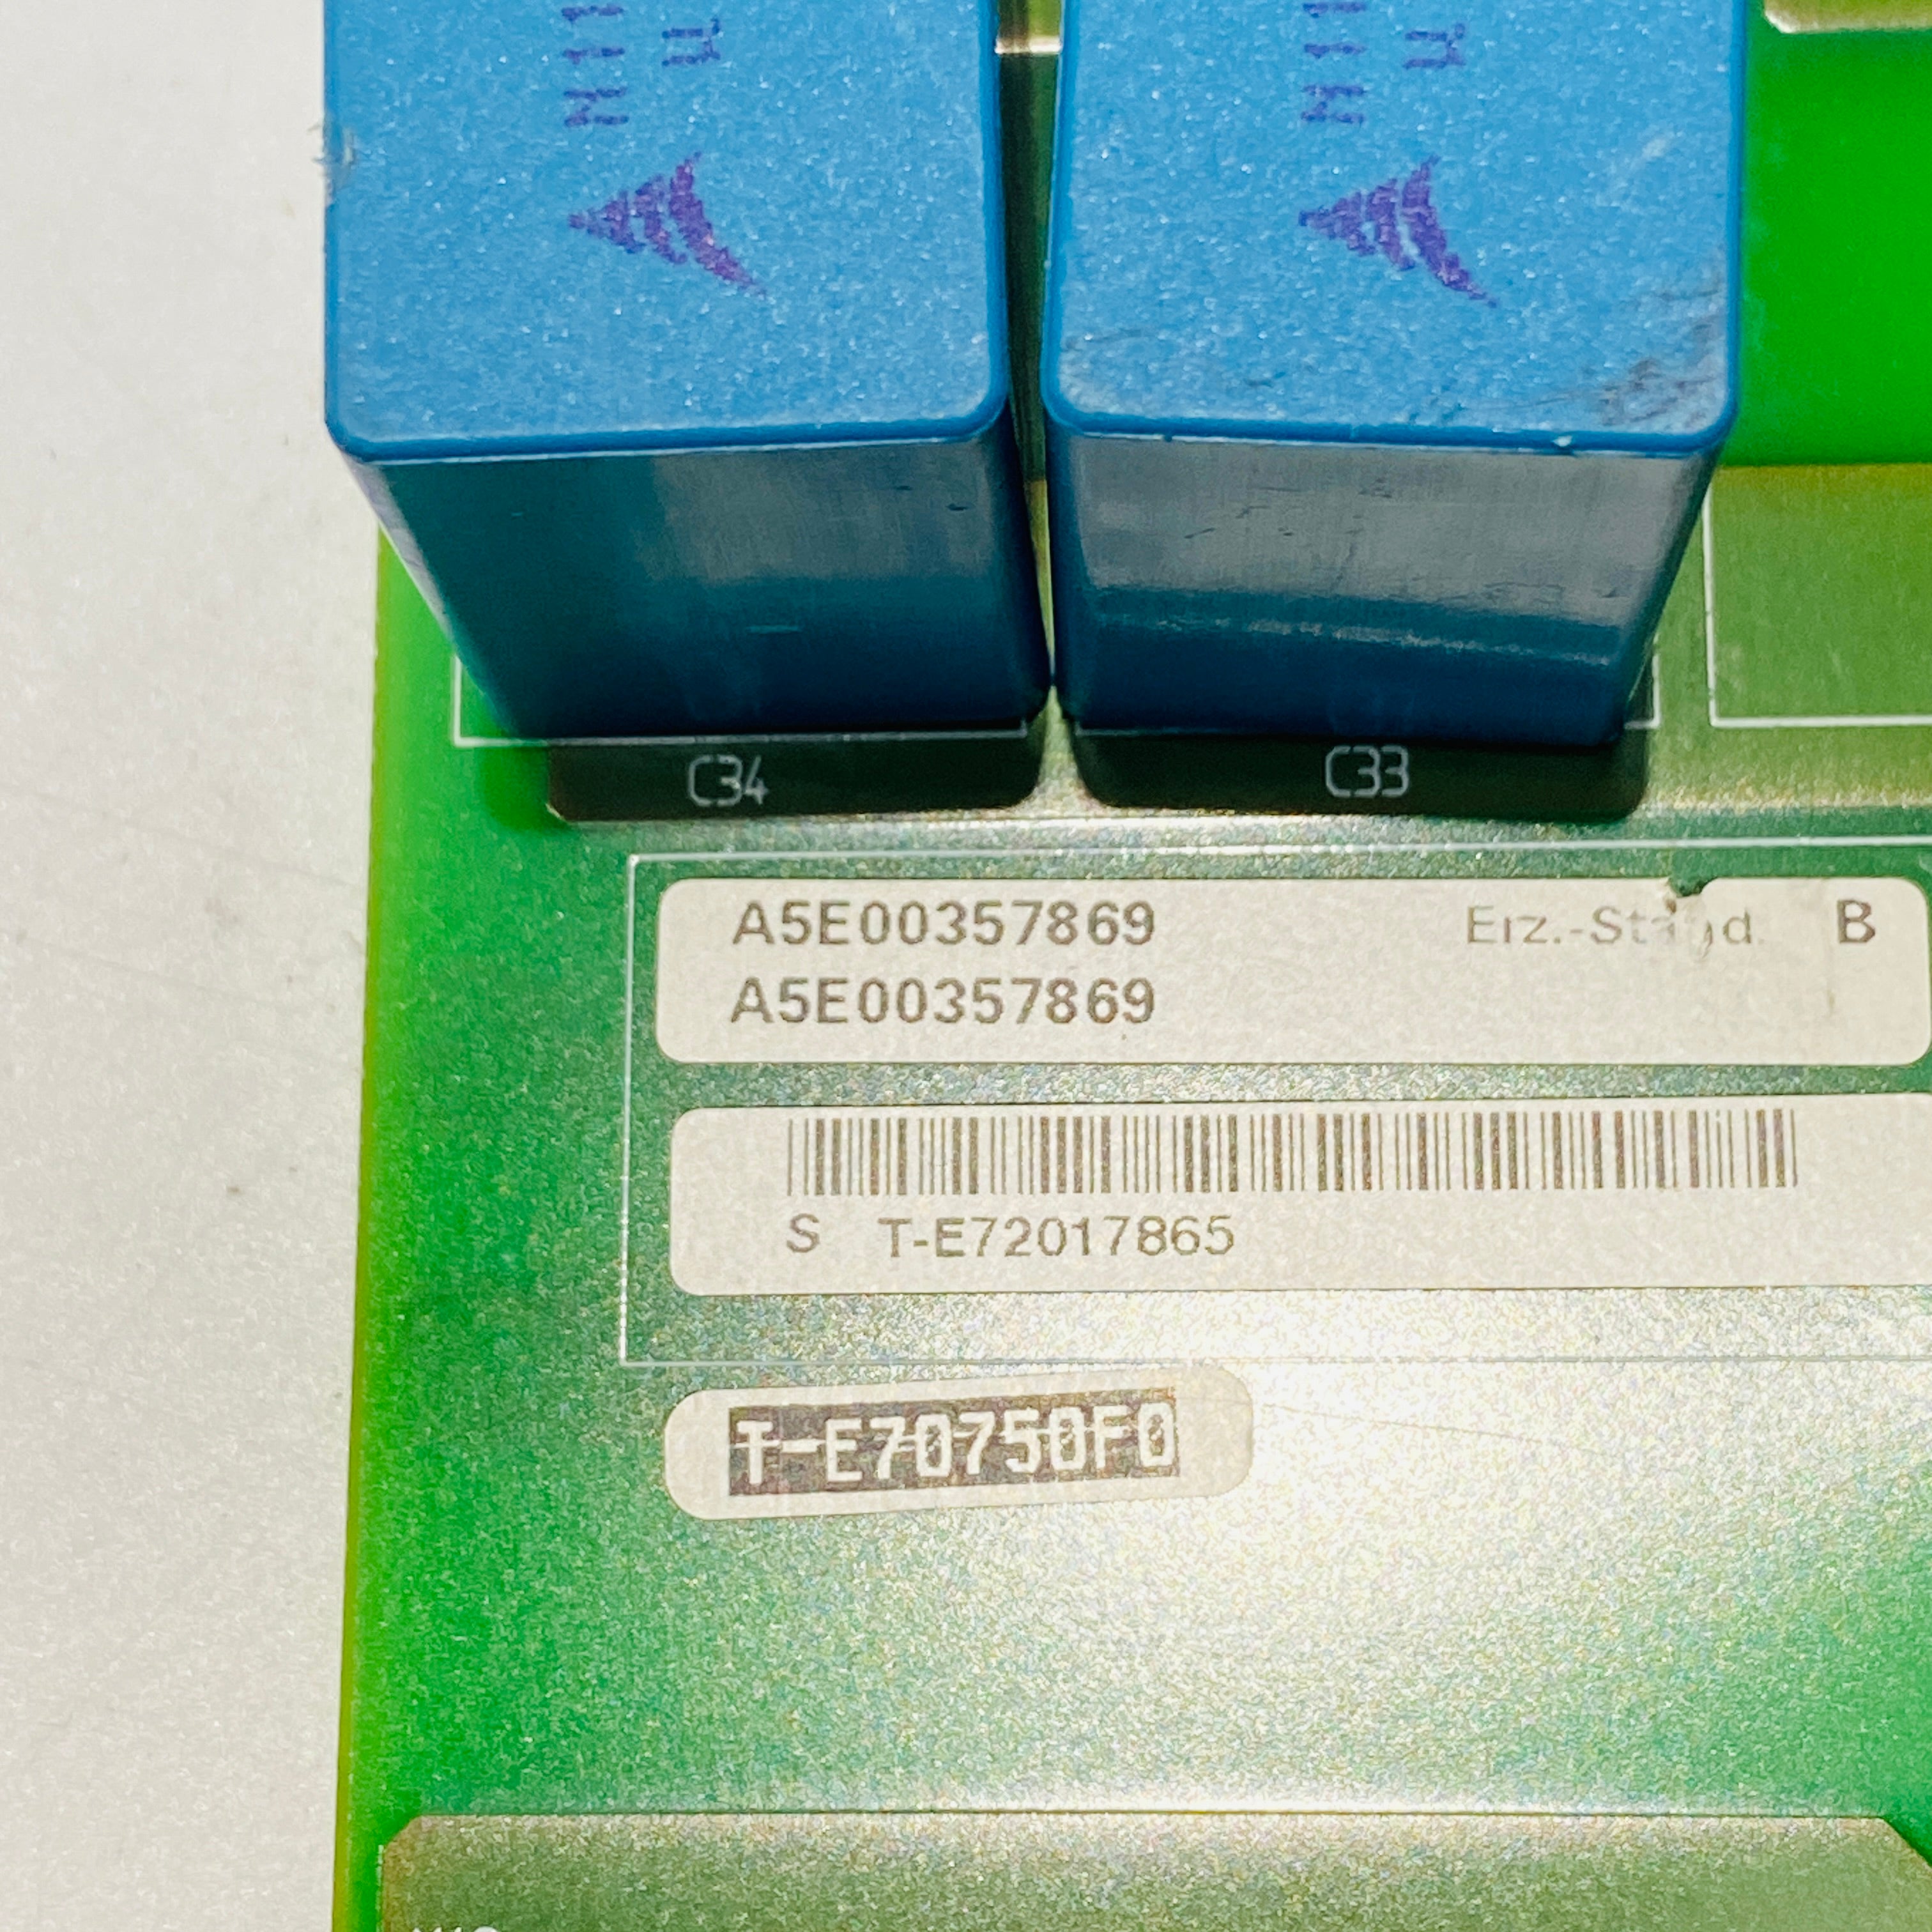 C34
C33
A5E00357869 Erz.-Stand. B
A5E00357869
S T-E72017865
T-E70750F0